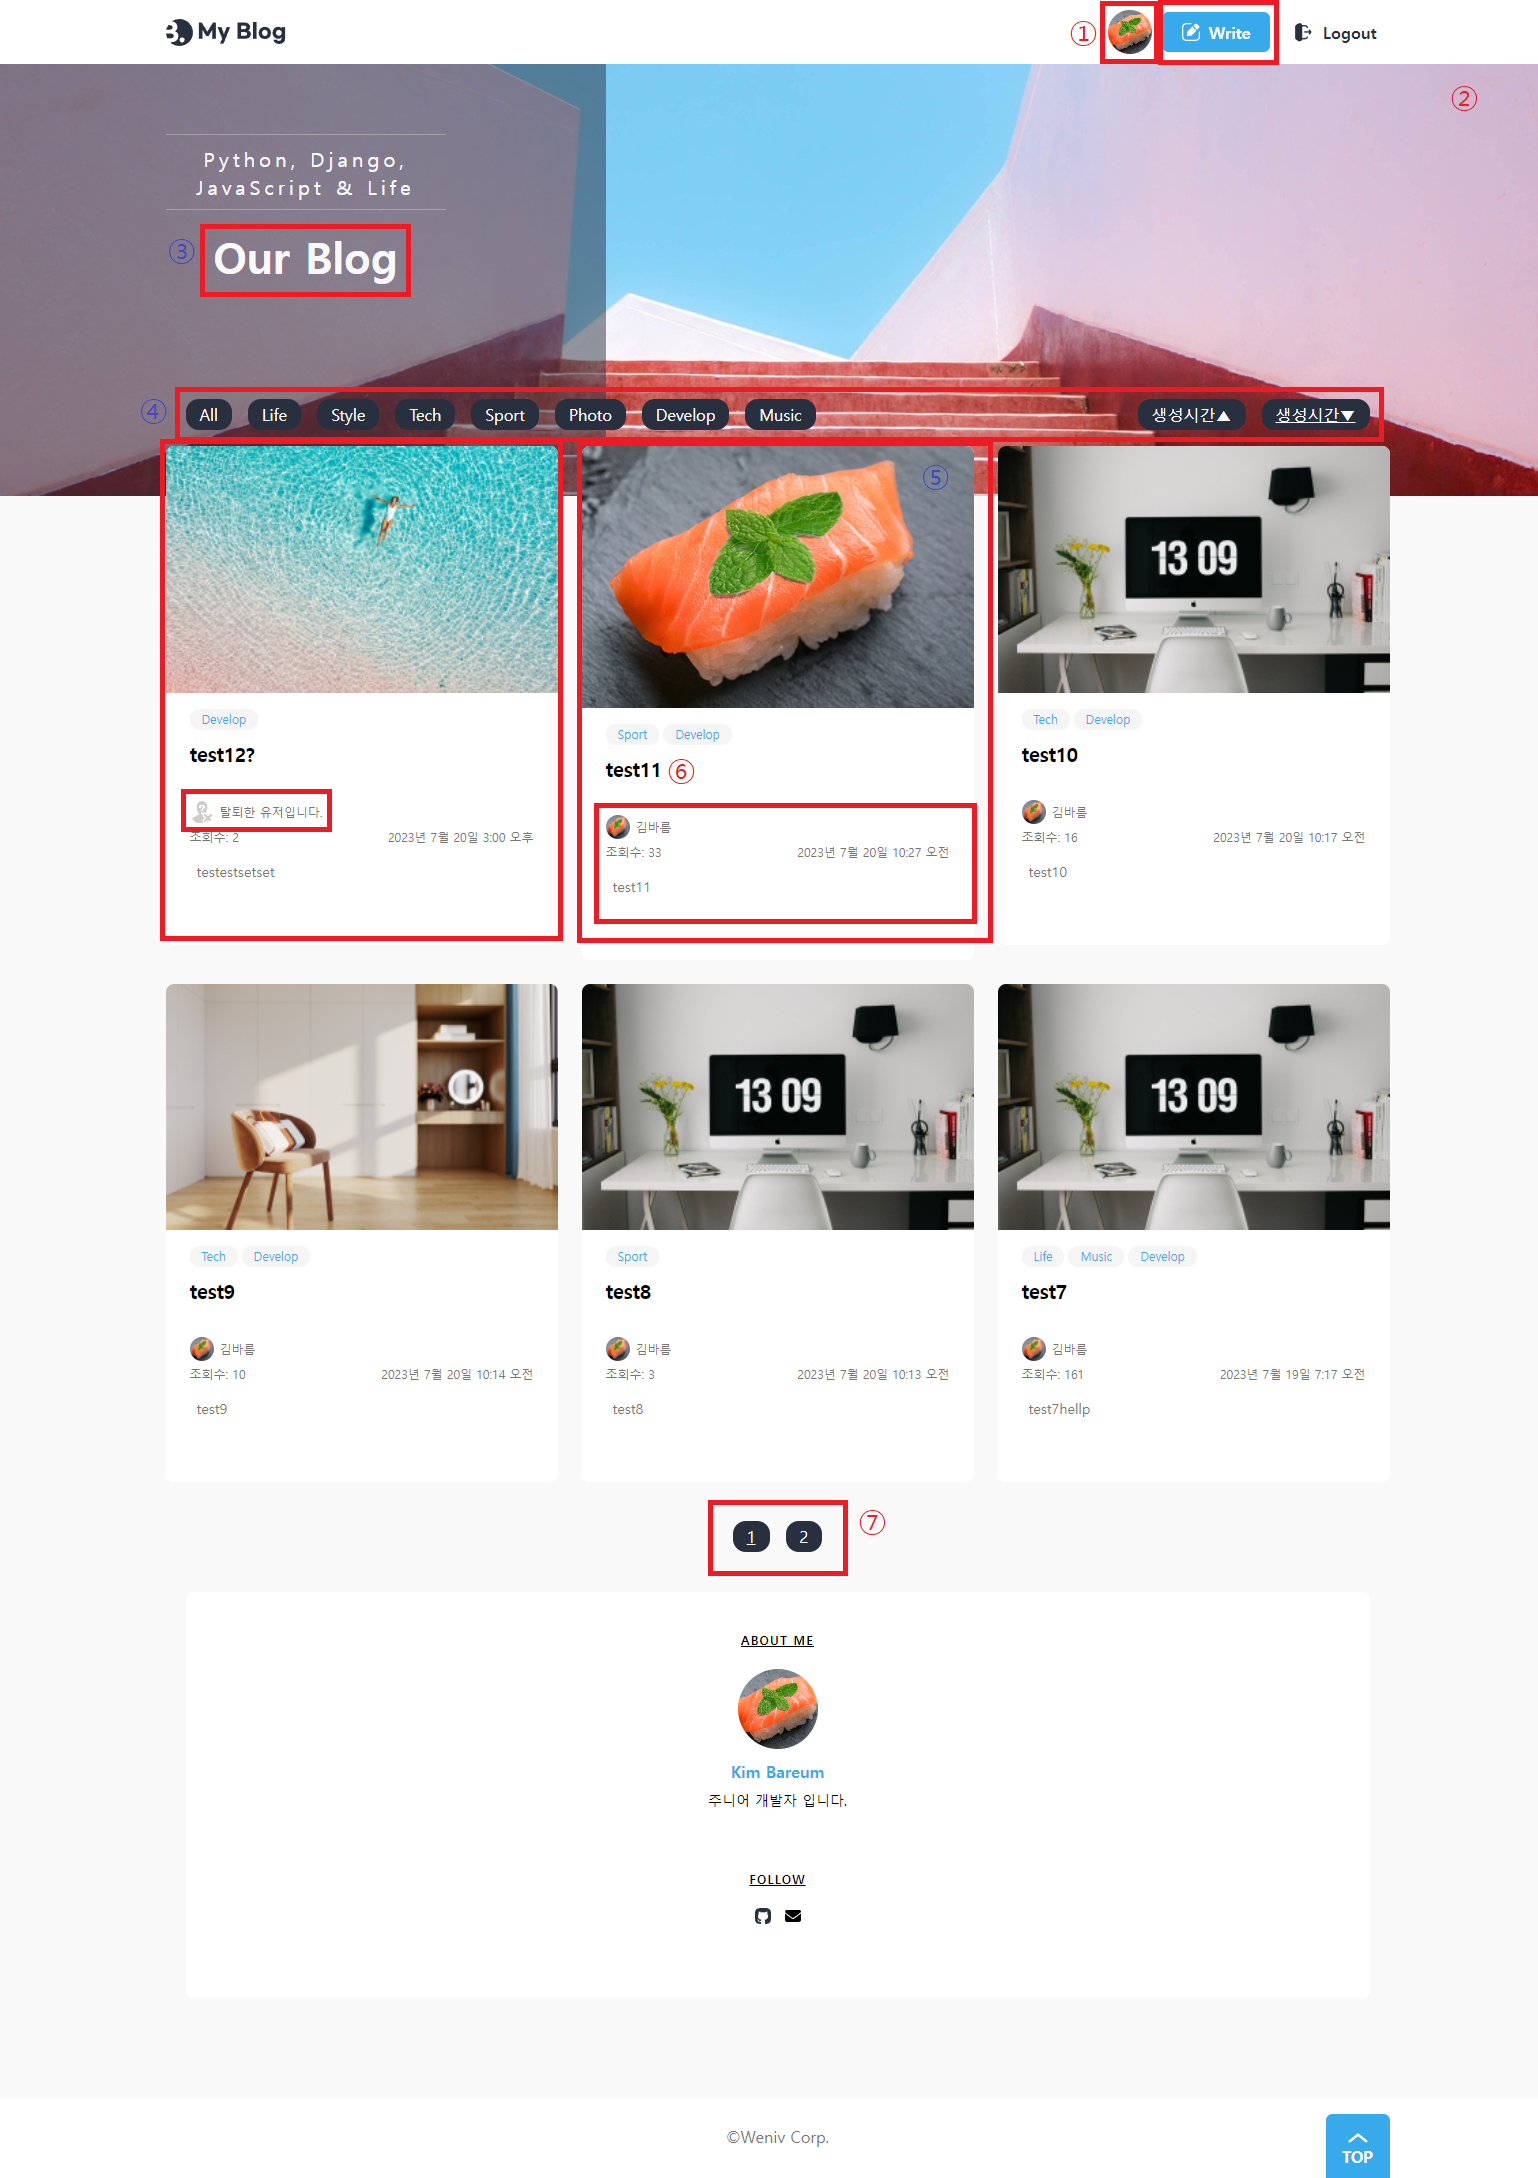 My Blog
① Write Logout
②
Python, Django,
JavaScript & Life
③ Our Blog
④ All Life Style Tech Sport Photo Develop Music 생성시간▲ 생성시간▼
⑤
13 09
Develop
test12?
탈퇴한 유저입니다.
조회수: 2 2023년 7월 20일 3:00 오후
testestsetset
Sport Develop
test11 ⑥
김바름
조회수: 33 2023년 7월 20일 10:27 오전
test11
Tech Develop
test10
김바름
조회수: 16 2023년 7월 20일 10:17 오전
test10
13 09
13 09
Tech Develop
test9
김바름
조회수: 10 2023년 7월 20일 10:14 오전
test9
Sport
test8
김바름
조회수: 3 2023년 7월 20일 10:13 오전
test8
Life Music Develop
test7
김바름
조회수: 161 2023년 7월 19일 7:17 오전
test7hellp
1 2 ⑦
ABOUT ME
Kim Bareum
주니어 개발자 입니다.
FOLLOW
©Weniv Corp.
TOP